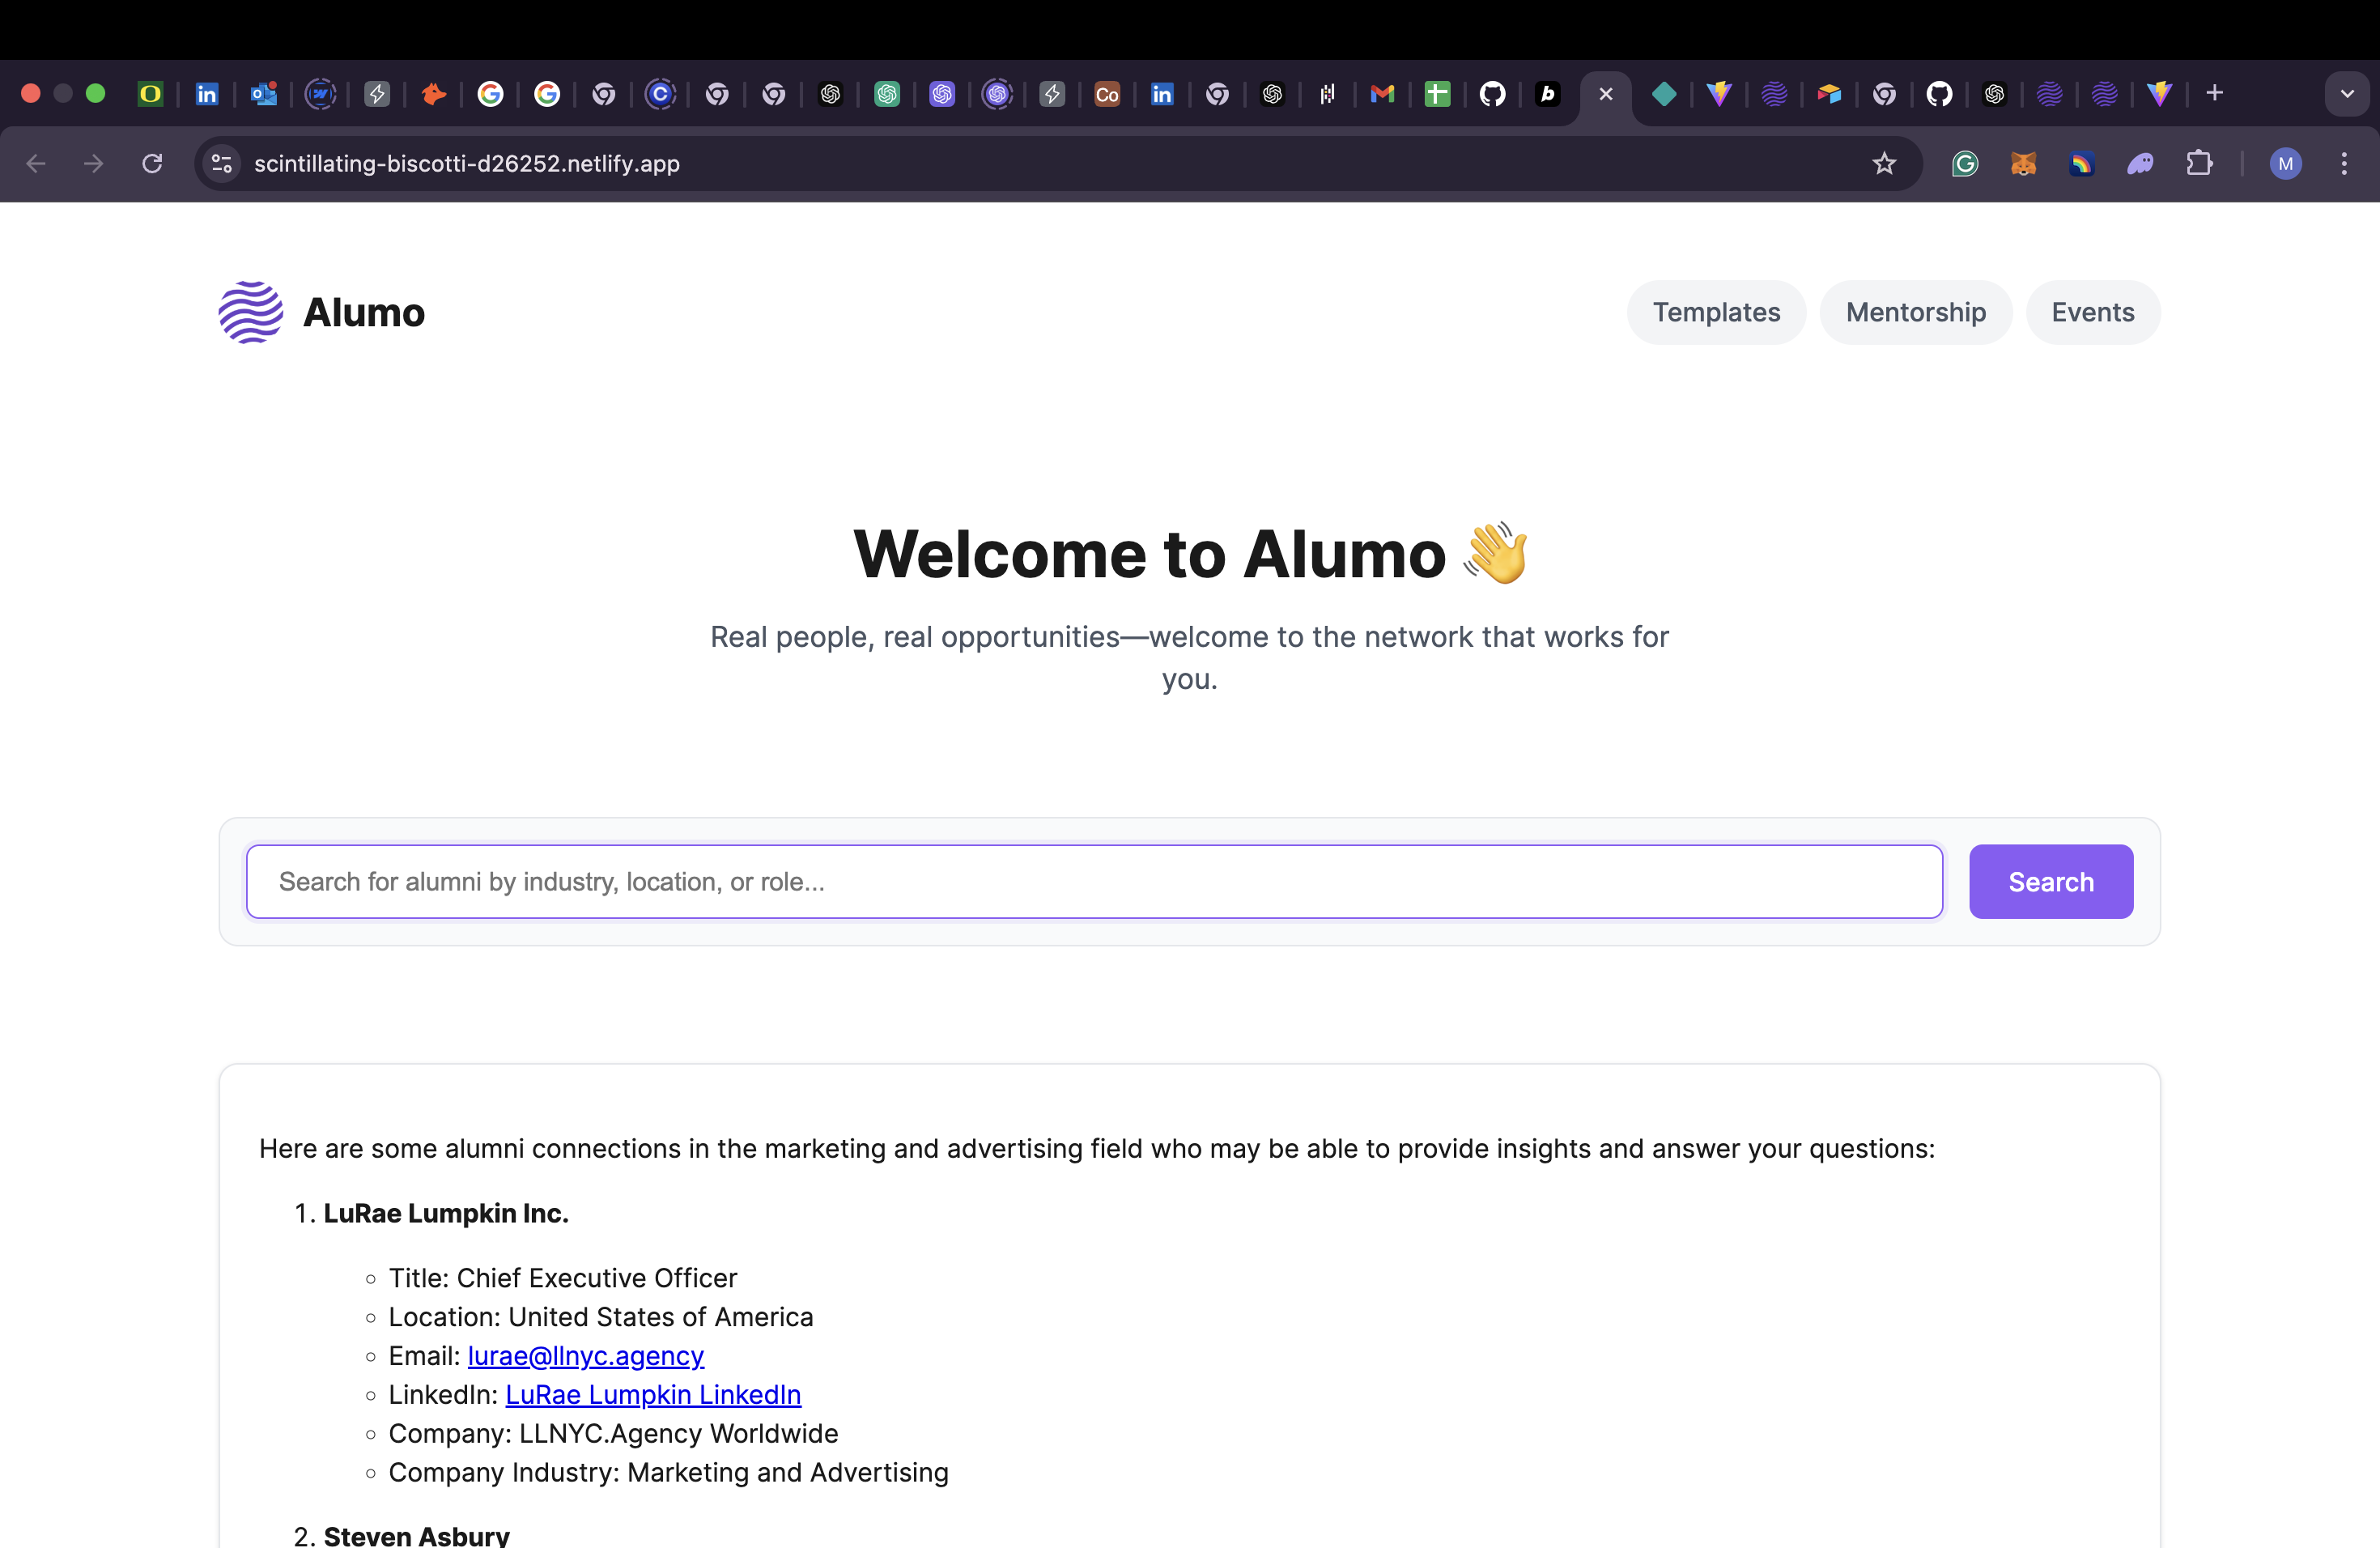 scintillating-biscotti-d26252.netlify.app
M
Alumo
Templates
Mentorship
Events
Welcome to Alumo 👋
Real people, real opportunities—welcome to the network that works for
you.
Search for alumni by industry, location, or role...
Search
Here are some alumni connections in the marketing and advertising field who may be able to provide insights and answer your questions:
1. LuRae Lumpkin Inc.
◦ Title: Chief Executive Officer
◦ Location: United States of America
◦ Email: lurae@llnyc.agency
◦ LinkedIn: LuRae Lumpkin LinkedIn
◦ Company: LLNYC.Agency Worldwide
◦ Company Industry: Marketing and Advertising
2. Steven Asbury